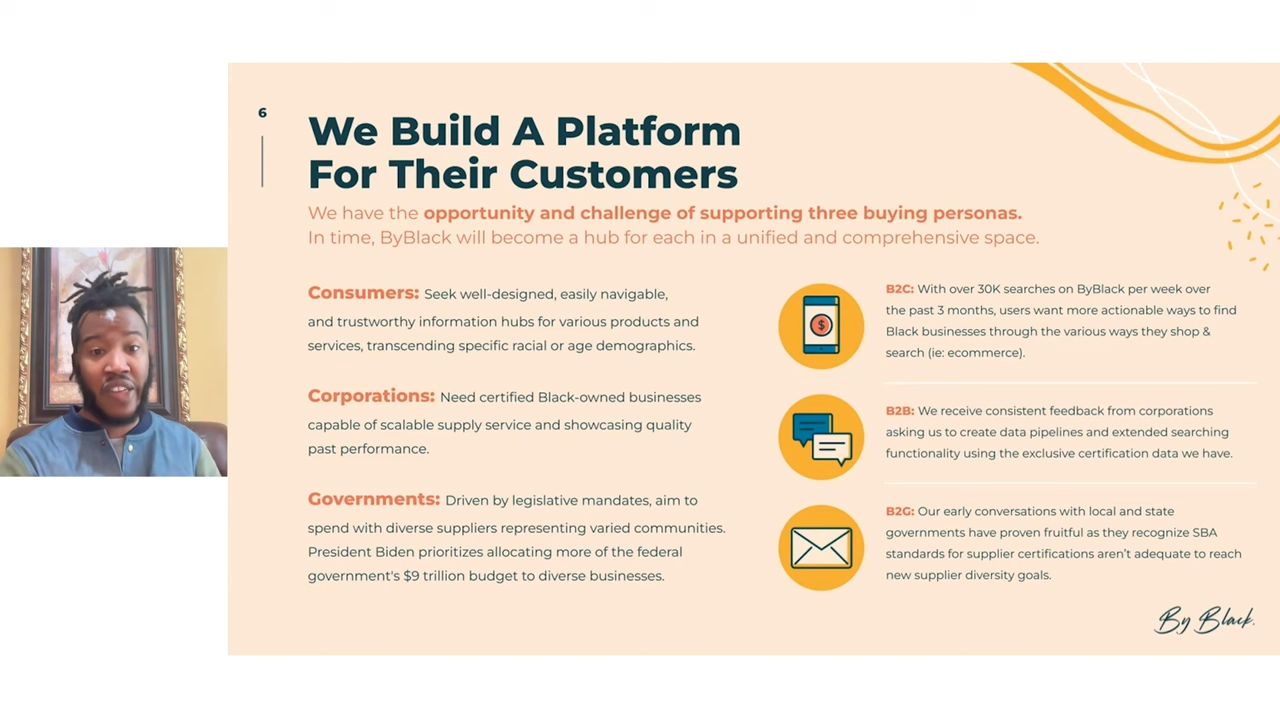 6
We Build A Platform
For Their Customers
We have the opportunity and challenge of supporting three buying personas.
In time, ByBlack will become a hub for each in a unified and comprehensive space.
Consumers: Seek well-designed, easily navigable,
and trustworthy information hubs for various products and
services, transcending specific racial or age demographics.
Corporations: Need certified Black-owned businesses
capable of scalable supply service and showcasing quality
past performance.
Governments: Driven by legislative mandates, aim to
spend with diverse suppliers representing varied communities.
President Biden prioritizes allocating more of the federal
government's $9 trillion budget to diverse businesses.
$
B2C: With over 30K searches on ByBlack per week over
the past 3 months, users want more actionable ways to find
Black businesses through the various ways they shop &
search (ie: ecommerce).
B2B: We receive consistent feedback from corporations
asking us to create data pipelines and extended searching
functionality using the exclusive certification data we have.
B2G: Our early conversations with local and state
governments have proven fruitful as they recognize SBA
standards for supplier certifications aren't adequate to reach
new supplier diversity goals.
By Black.